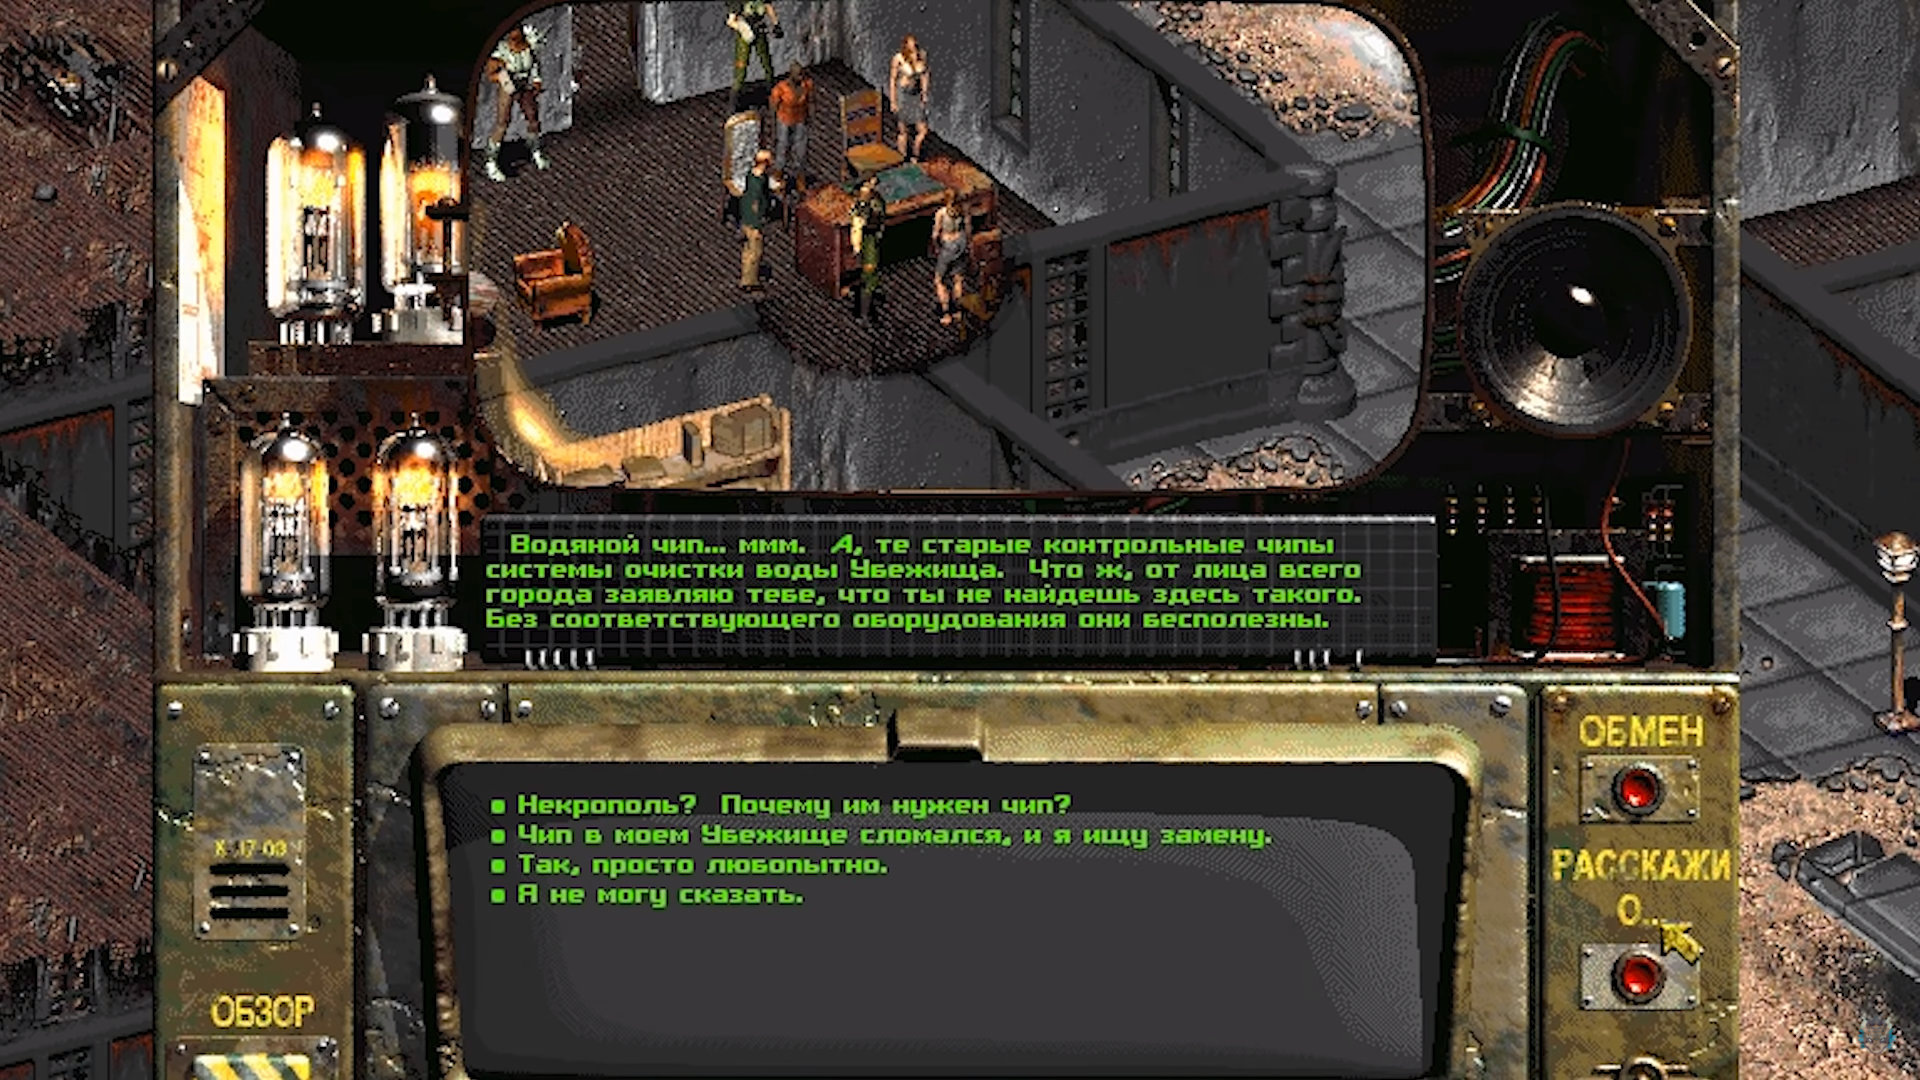 Водяной чип... ммм. А, те старые контрольные чипы
системы очистки воды Убежища. Что ж, от лица всего
города заявляю тебе, что ты не найдешь здесь такого.
Без соответствующего оборудования они бесполезны.
ОБМЕН
Некрополь? Почему им нужен чип?
Чип в моем Убежище сломался, и я ищу замену.
Так, просто любопытно.
Я не могу сказать.
РАССКАЖИ
О...
ОБЗОР